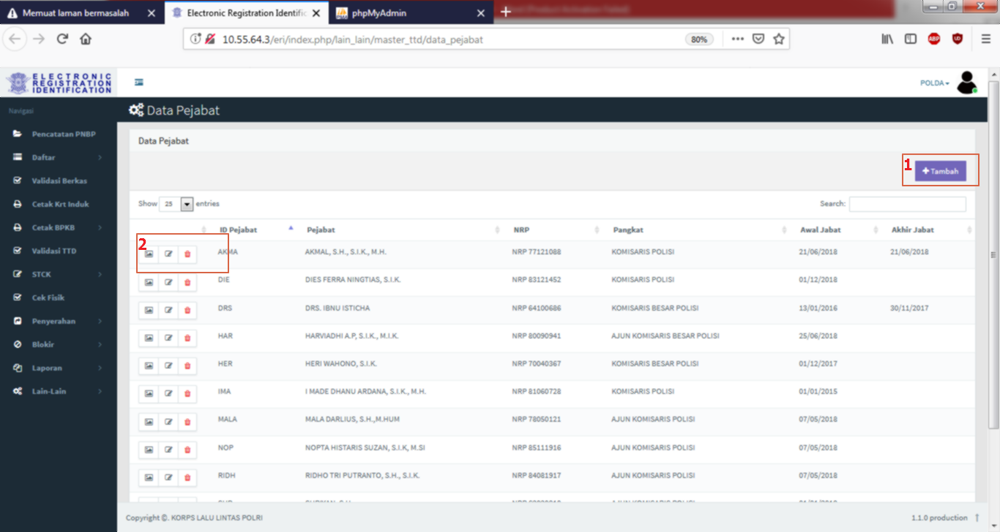 Memuat laman bermasalah
Electronic Registration Identific
phpMyAdmin
10.55.64.3/eri/index.php/lain_lain/master_ttd/data_pejabat
80%
ABP
ELECTRONIC
REGISTRATION
IDENTIFICATION
POLDA
Navigasi
Data Pejabat
Pencatatan PNBP
Daftar
Validasi Berkas
Cetak Krt Induk
Cetak BPKB
Validasi TTD
STCK
Cek Fisik
Penyerahan
Blokir
Laporan
Lain-Lain
Data Pejabat
1
Tambah
Show 25 entries
Search:
ID Pejabat Pejabat NRP Pangkat Awal Jabat Akhir Jabat
2
AKMA AKMAL, S.H., S.I.K., M.H. NRP 77121088 KOMISARIS POLISI 21/06/2018 21/06/2018
DIE DIES FERRA NINGTIAS, S.I.K. NRP 83121452 KOMISARIS POLISI 01/12/2018
DRS DRS. IBNU ISTICHA NRP 64100686 KOMISARIS BESAR POLISI 13/01/2016 30/11/2017
HAR HARVIADHI A.P, S.I.K., M.I.K. NRP 80090941 AJUN KOMISARIS BESAR POLISI 25/06/2018
HER HERI WAHONO, S.I.K. NRP 70040367 KOMISARIS BESAR POLISI 01/12/2017
IMA I MADE DHANU ARDANA, S.I.K., M.H. NRP 81060728 KOMISARIS POLISI 01/01/2015
MALA MALA DARLIUS, S.H.,M.HUM NRP 78050121 AJUN KOMISARIS POLISI 07/05/2018
NOP NOPTA HISTARIS SUZAN, S.I.K, M.SI NRP 85111916 AJUN KOMISARIS POLISI 07/05/2018
RIDH RIDHO TRI PUTRANTO, S.H., S.I.K. NRP 84081917 AJUN KOMISARIS POLISI 07/05/2018
Copyright ©. KORPS LALU LINTAS POLRI
1.1.0 production